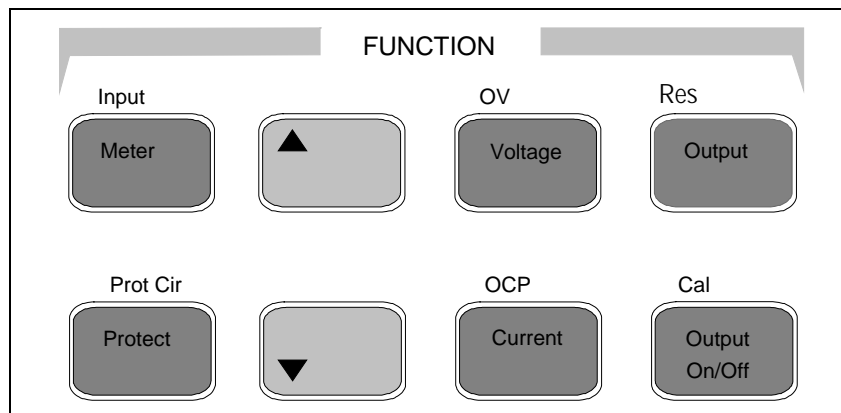 FUNCTION
Input OV Res
Meter Voltage Output
Prot Cir OCP Cal
Protect Current Output
On/Off